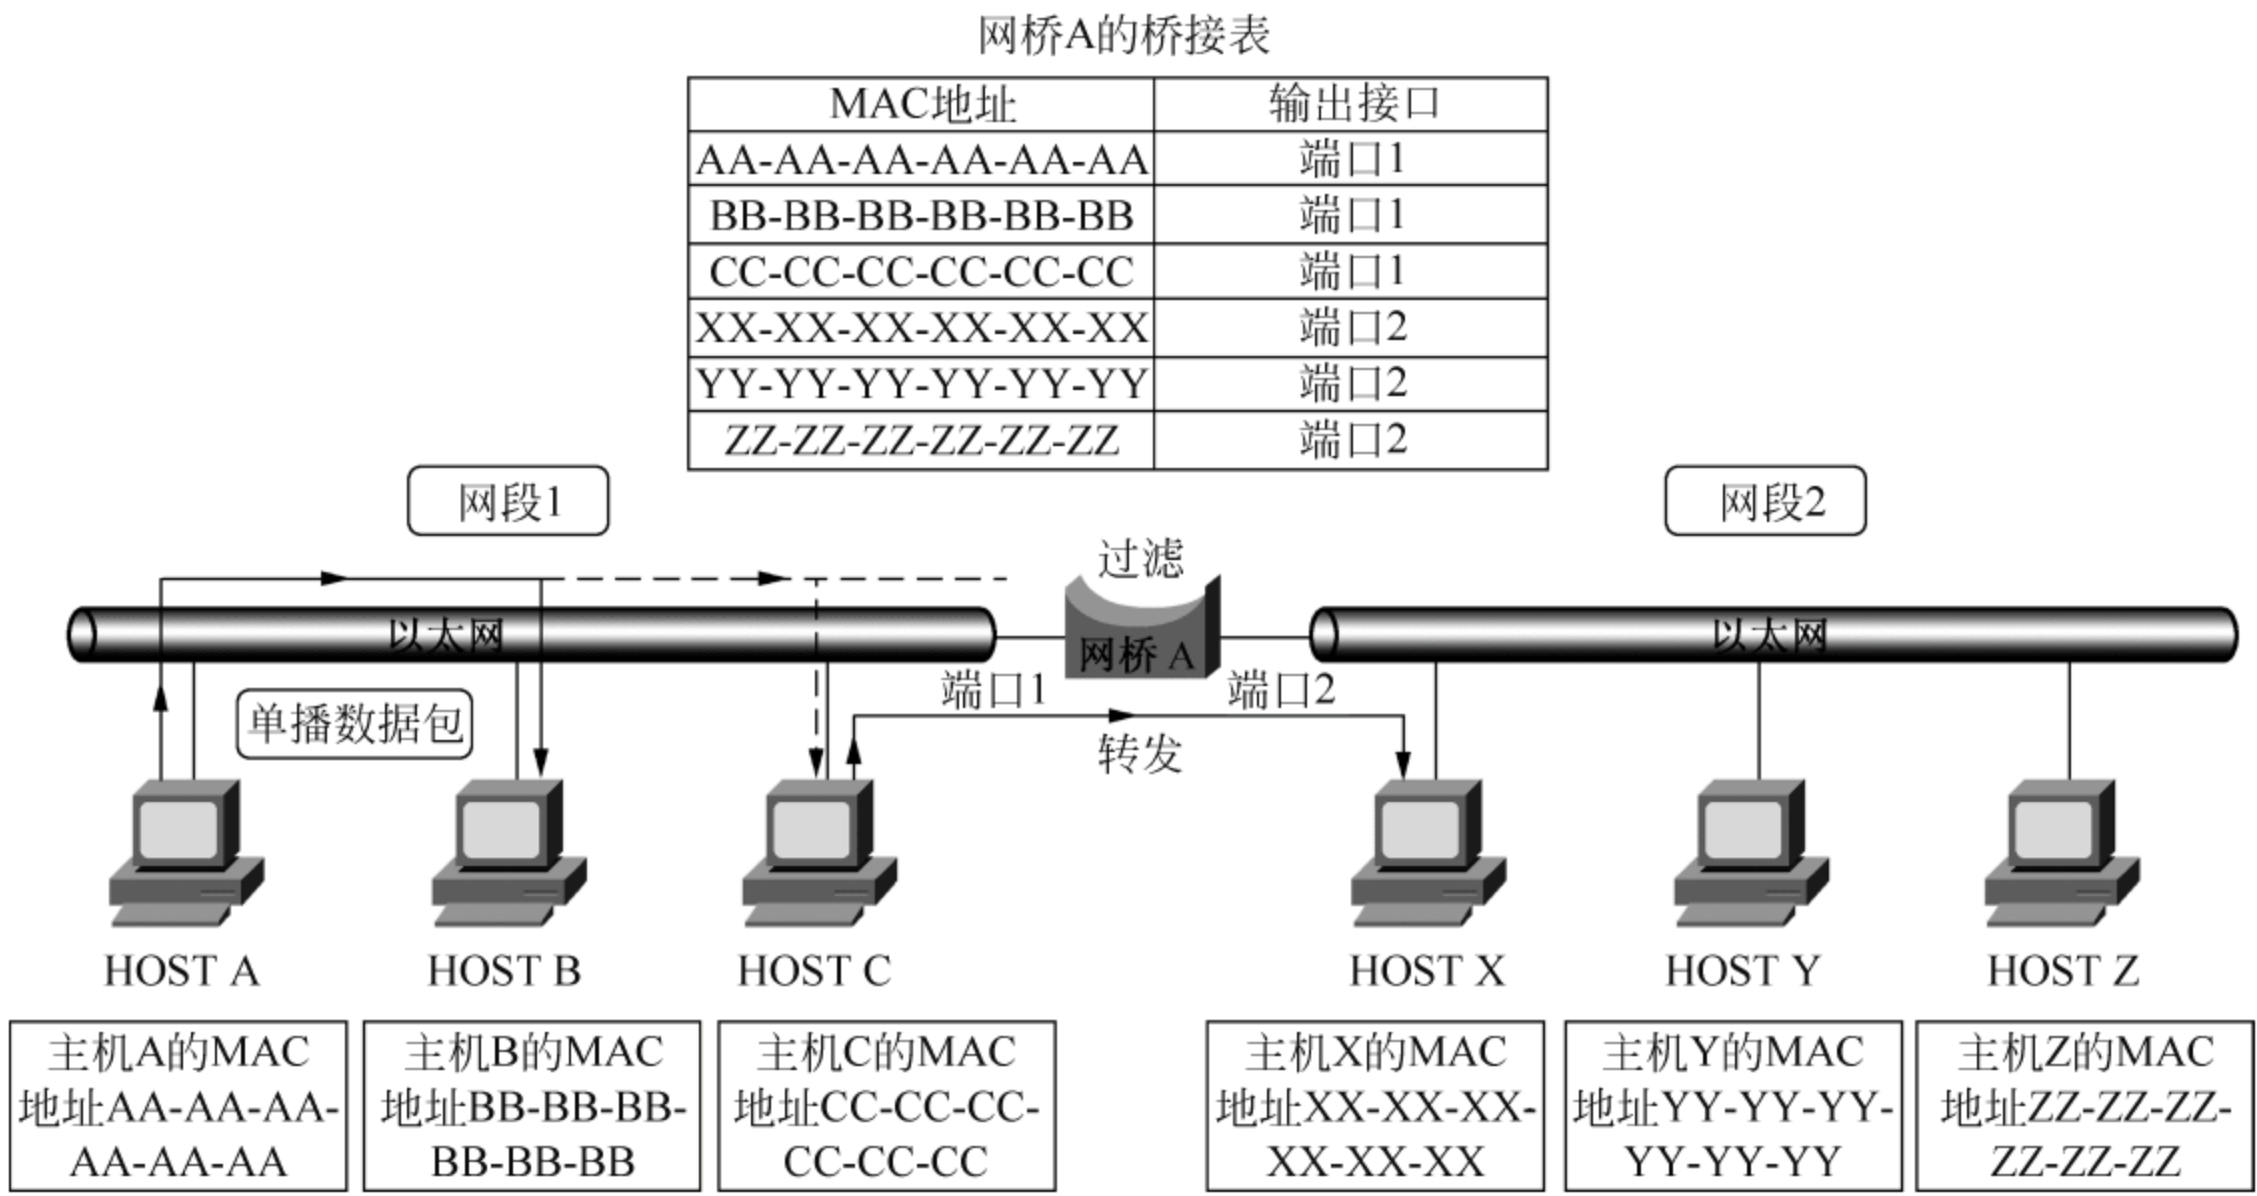 网桥A的桥接表
MAC地址 输出接口
AA-AA-AA-AA-AA-AA 端口1
BB-BB-BB-BB-BB-BB 端口1
CC-CC-CC-CC-CC-CC 端口1
XX-XX-XX-XX-XX-XX 端口2
YY-YY-YY-YY-YY-YY 端口2
ZZ-ZZ-ZZ-ZZ-ZZ-ZZ 端口2
网段1
网段2
过滤
以太网
网桥 A
以太网
端口1
端口2
单播数据包
转发
HOST A
HOST B
HOST C
HOST X
HOST Y
HOST Z
主机A的MAC
地址AA-AA-AA-
AA-AA-AA
主机B的MAC
地址BB-BB-BB-
BB-BB-BB
主机C的MAC
地址CC-CC-CC-
CC-CC-CC
主机X的MAC
地址XX-XX-XX-
XX-XX-XX
主机Y的MAC
地址YY-YY-YY-
YY-YY-YY
主机Z的MAC
地址ZZ-ZZ-ZZ-
ZZ-ZZ-ZZ